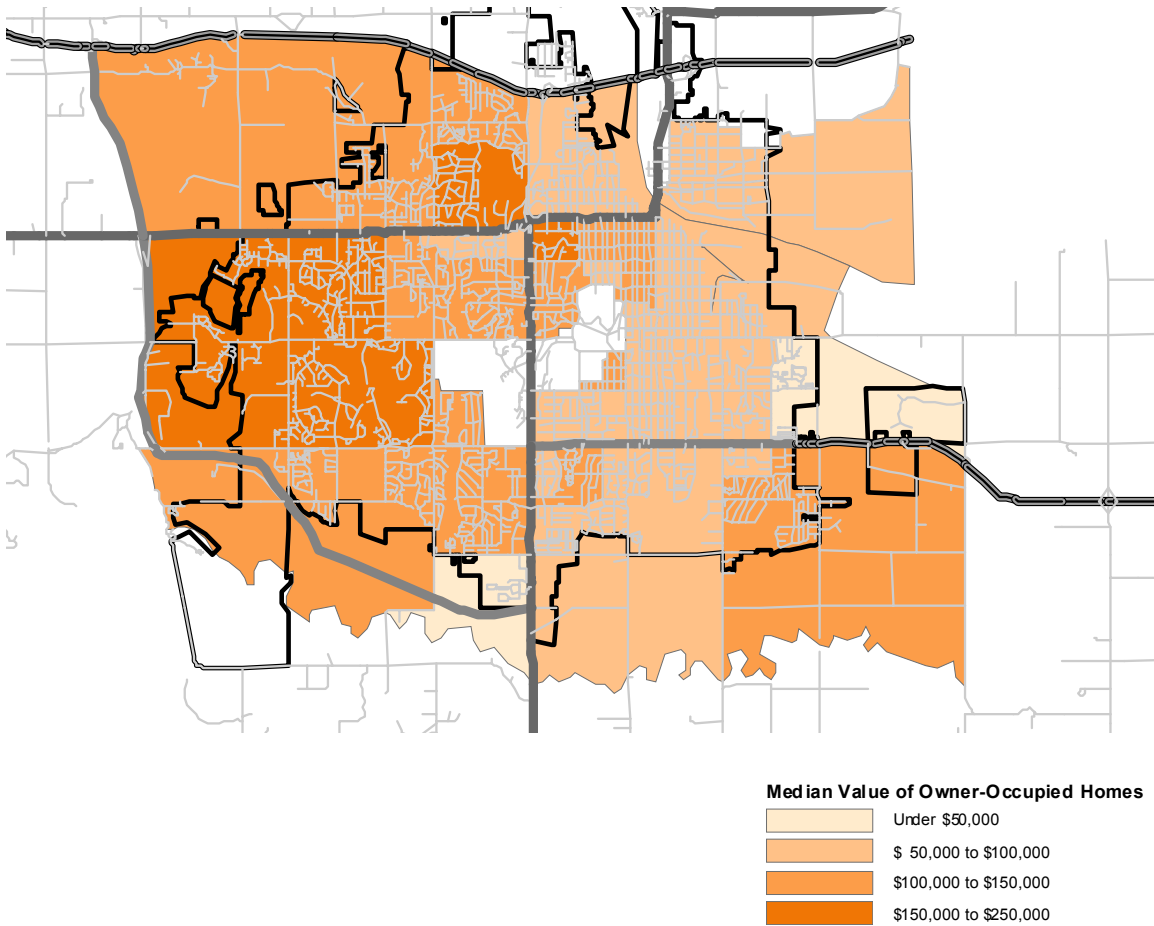 Median Value of Owner-Occupied Homes
Under $50,000
$ 50,000 to $100,000
$100,000 to $150,000
$150,000 to $250,000